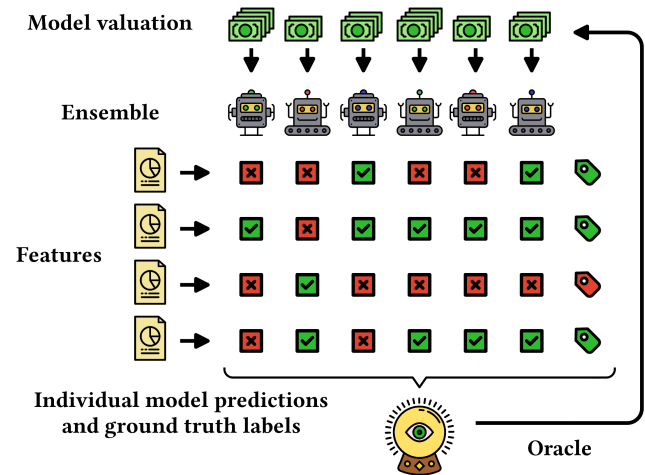 Model valuation
Ensemble
Features
Individual model predictions
and ground truth labels
Oracle